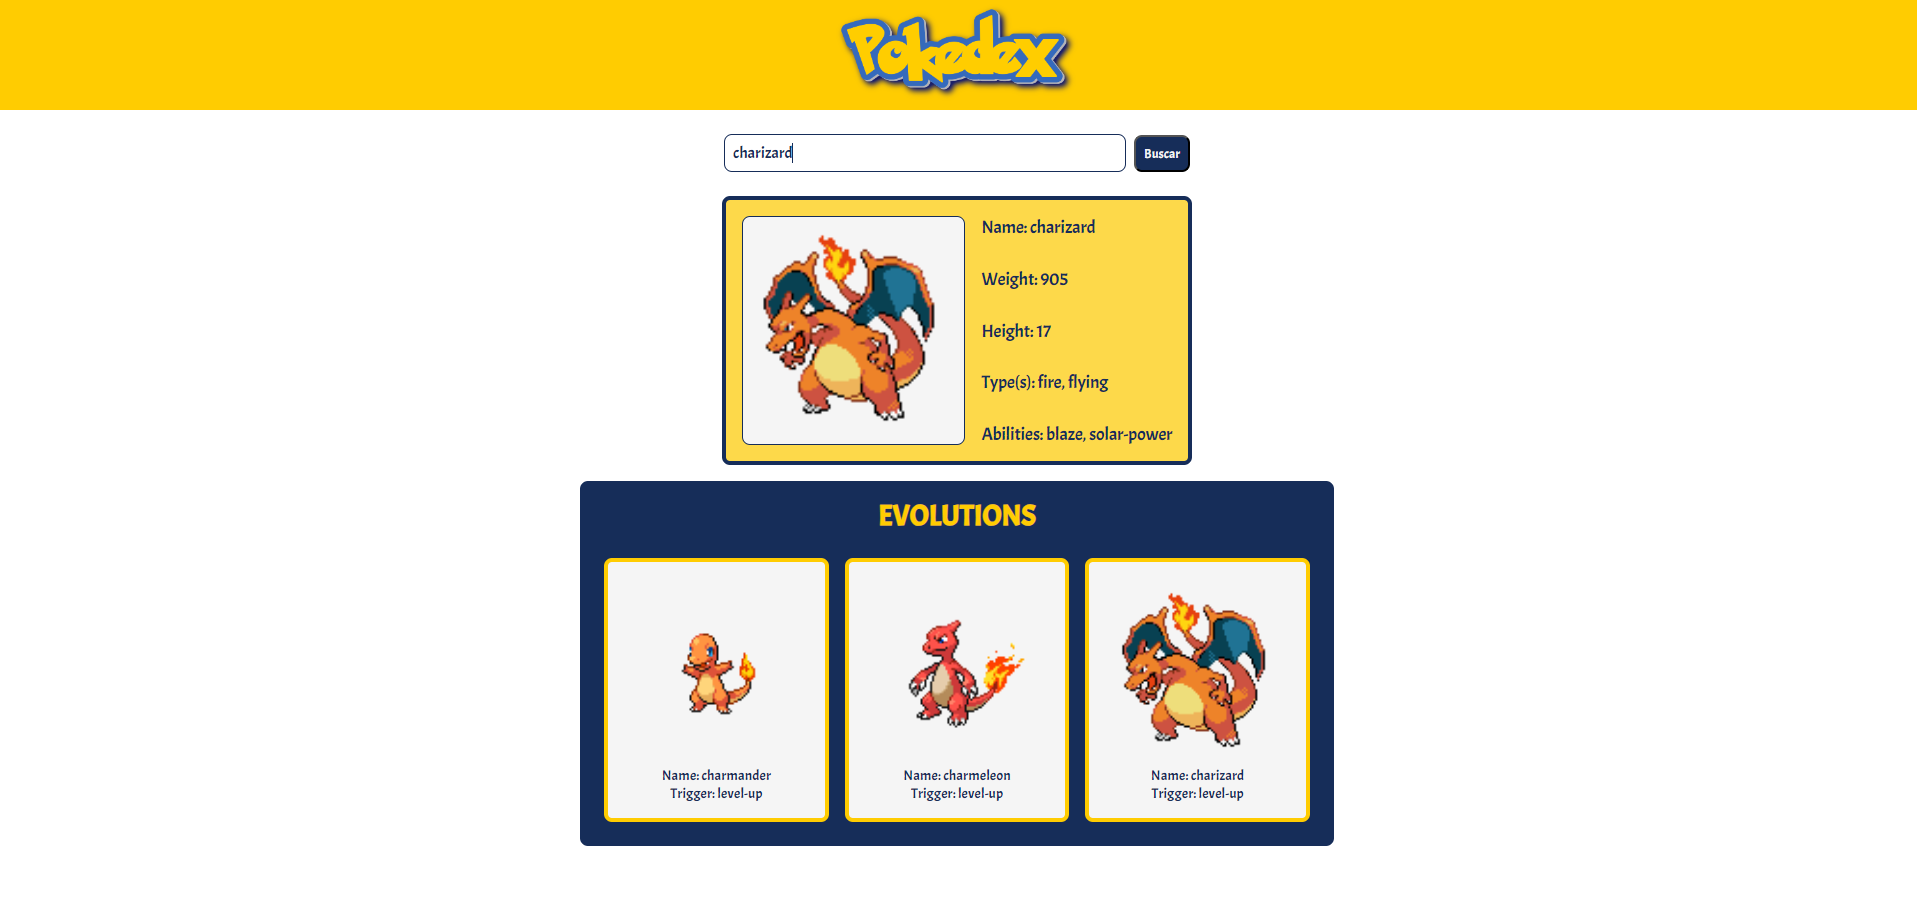 Pokedex
charizard
Buscar
Name: charizard
Weight: 905
Height: 17
Type(s): fire, flying
Abilities: blaze, solar-power
EVOLUTIONS
Name: charmander
Trigger: level-up
Name: charmeleon
Trigger: level-up
Name: charizard
Trigger: level-up